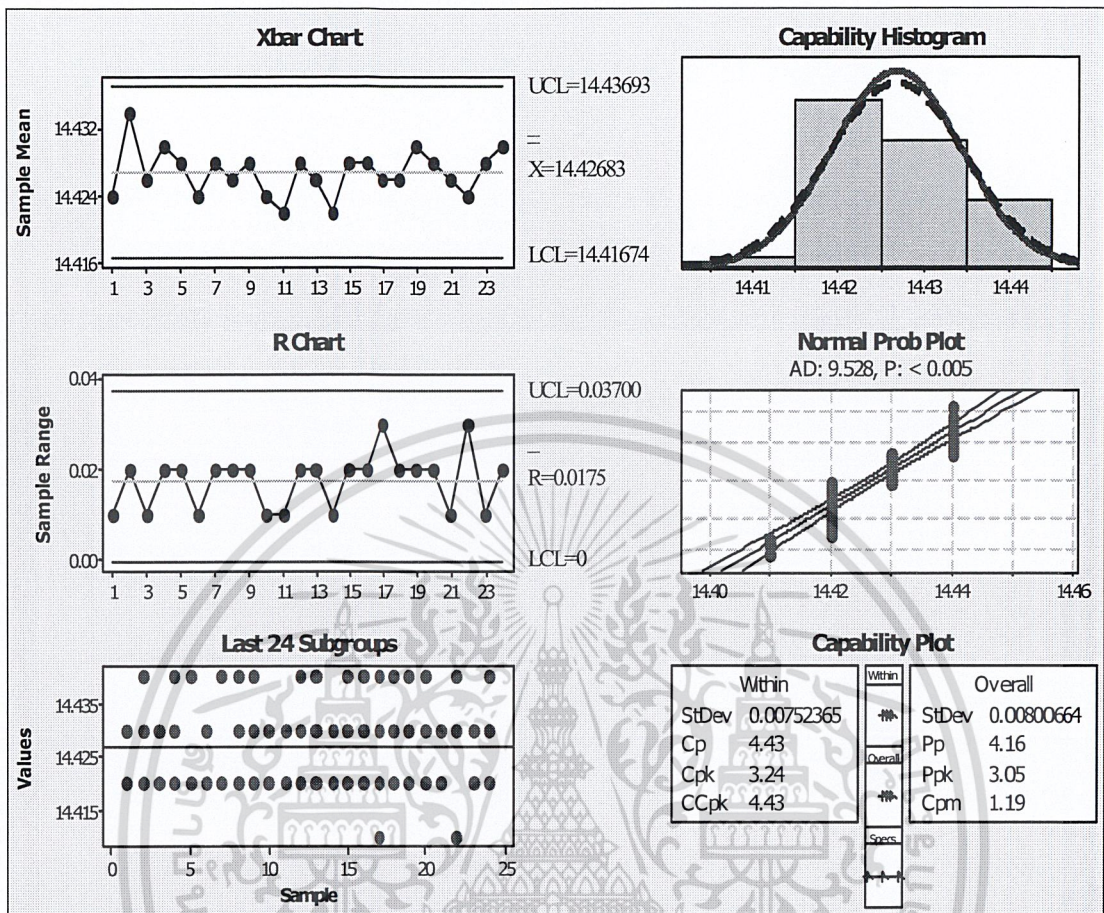 Xbar Chart
Sample Mean
14.432
14.424
14.416
UCL=14.43693
X=14.42683
LCL=14.41674
1 3 5 7 9 11 13 15 17 19 21 23
Capability Histogram
14.41 14.42 14.43 14.44
R Chart
Sample Range
0.04
0.02
0.00
UCL=0.03700
R=0.0175
LCL=0
1 3 5 7 9 11 13 15 17 19 21 23
Normal Prob Plot
AD: 9.528, P: < 0.005
14.40 14.42 14.44 14.46
Last 24 Subgroups
Values
14.435
14.425
14.415
0 5 10 15 20 25
Sample
Capability Plot
Within
StDev 0.00752365
Cp 4.43
Cpk 3.24
CCpk 4.43
Within
Overall
Specs
Overall
StDev 0.00800664
Pp 4.16
Ppk 3.05
Cpm 1.19